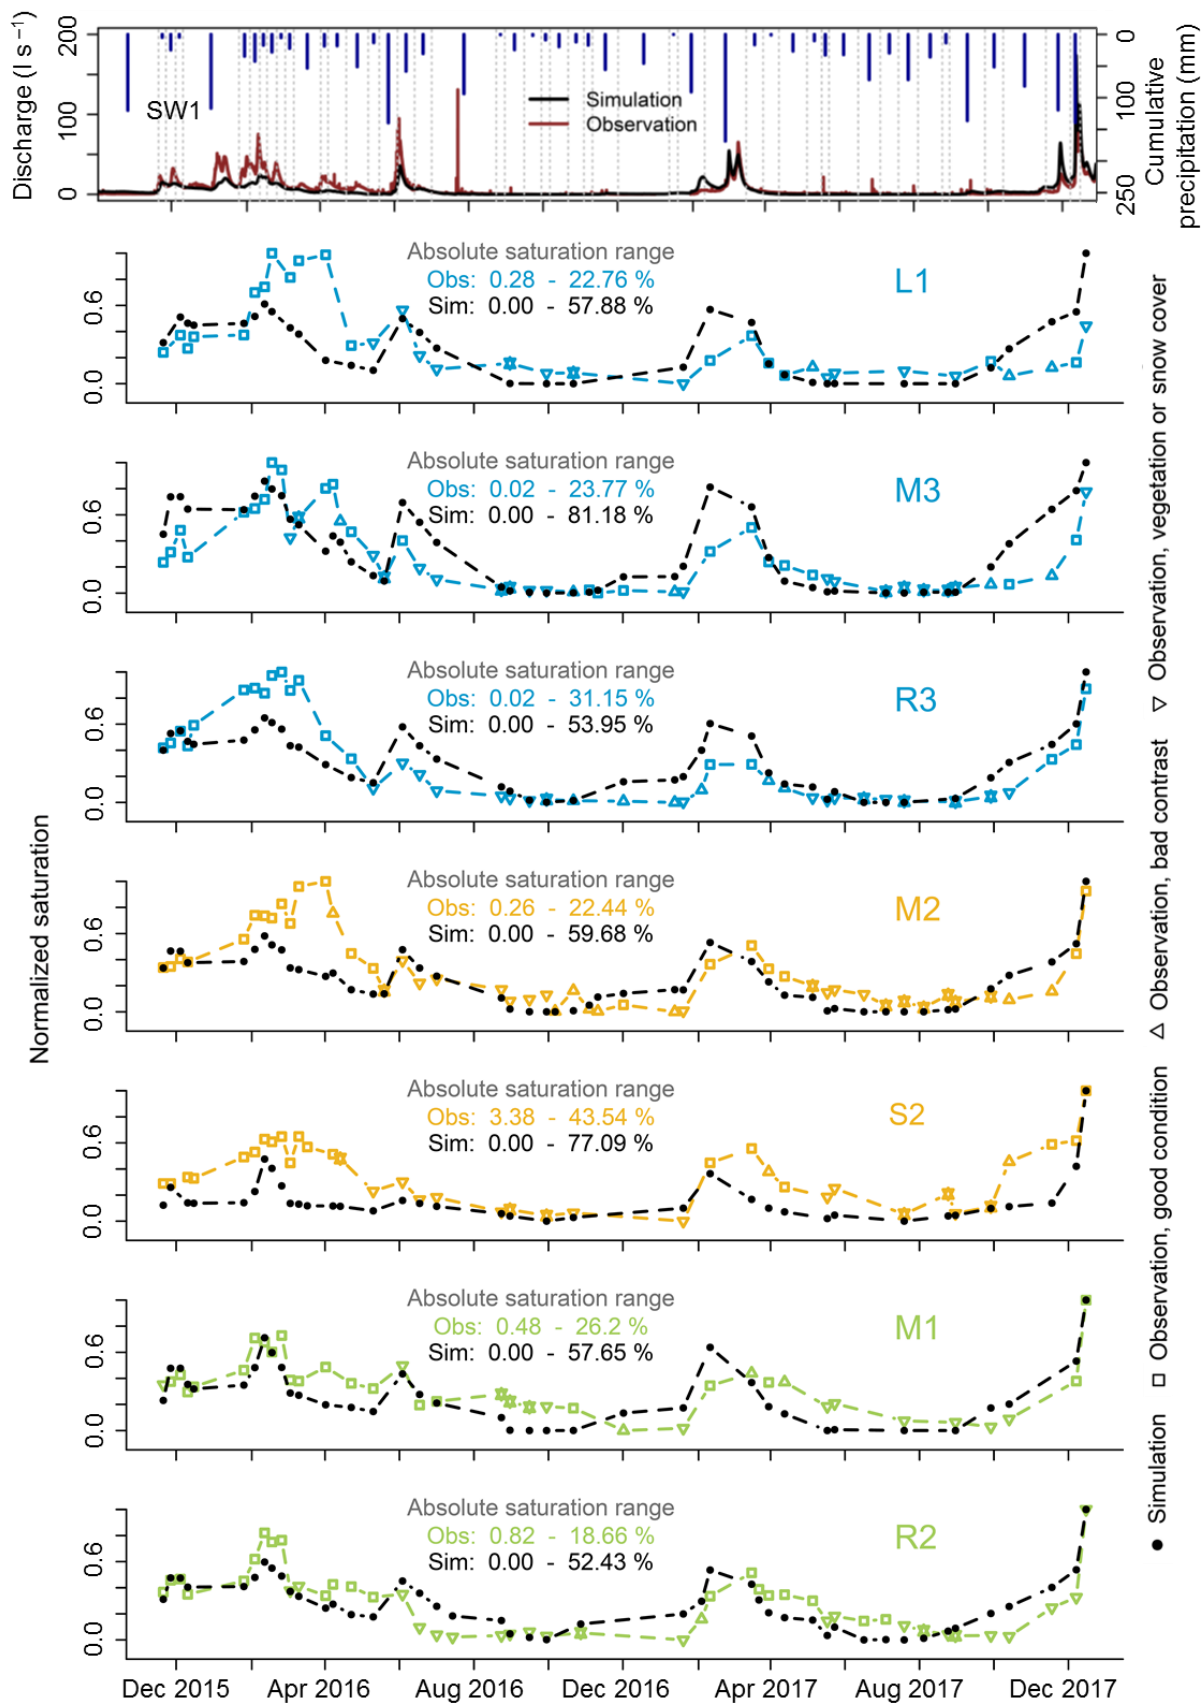 Discharge (l s⁻¹)
200
100
0
SW1
Simulation
Observation
0
100
250
Cumulative
precipitation (mm)
Absolute saturation range
Obs: 0.28 - 22.76 %
Sim: 0.00 - 57.88 %
L1
0.6
0.0
Absolute saturation range
Obs: 0.02 - 23.77 %
Sim: 0.00 - 81.18 %
M3
0.6
0.0
Absolute saturation range
Obs: 0.02 - 31.15 %
Sim: 0.00 - 53.95 %
R3
0.6
0.0
Absolute saturation range
Obs: 0.26 - 22.44 %
Sim: 0.00 - 59.68 %
M2
0.6
0.0
Absolute saturation range
Obs: 3.38 - 43.54 %
Sim: 0.00 - 77.09 %
S2
0.6
0.0
Absolute saturation range
Obs: 0.48 - 26.2 %
Sim: 0.00 - 57.65 %
M1
0.6
0.0
Absolute saturation range
Obs: 0.82 - 18.66 %
Sim: 0.00 - 52.43 %
R2
0.6
0.0
Normalized saturation
Dec 2015 Apr 2016 Aug 2016 Dec 2016 Apr 2017 Aug 2017 Dec 2017
Simulation
Observation, good condition
Observation, bad contrast
Observation, vegetation or snow cover